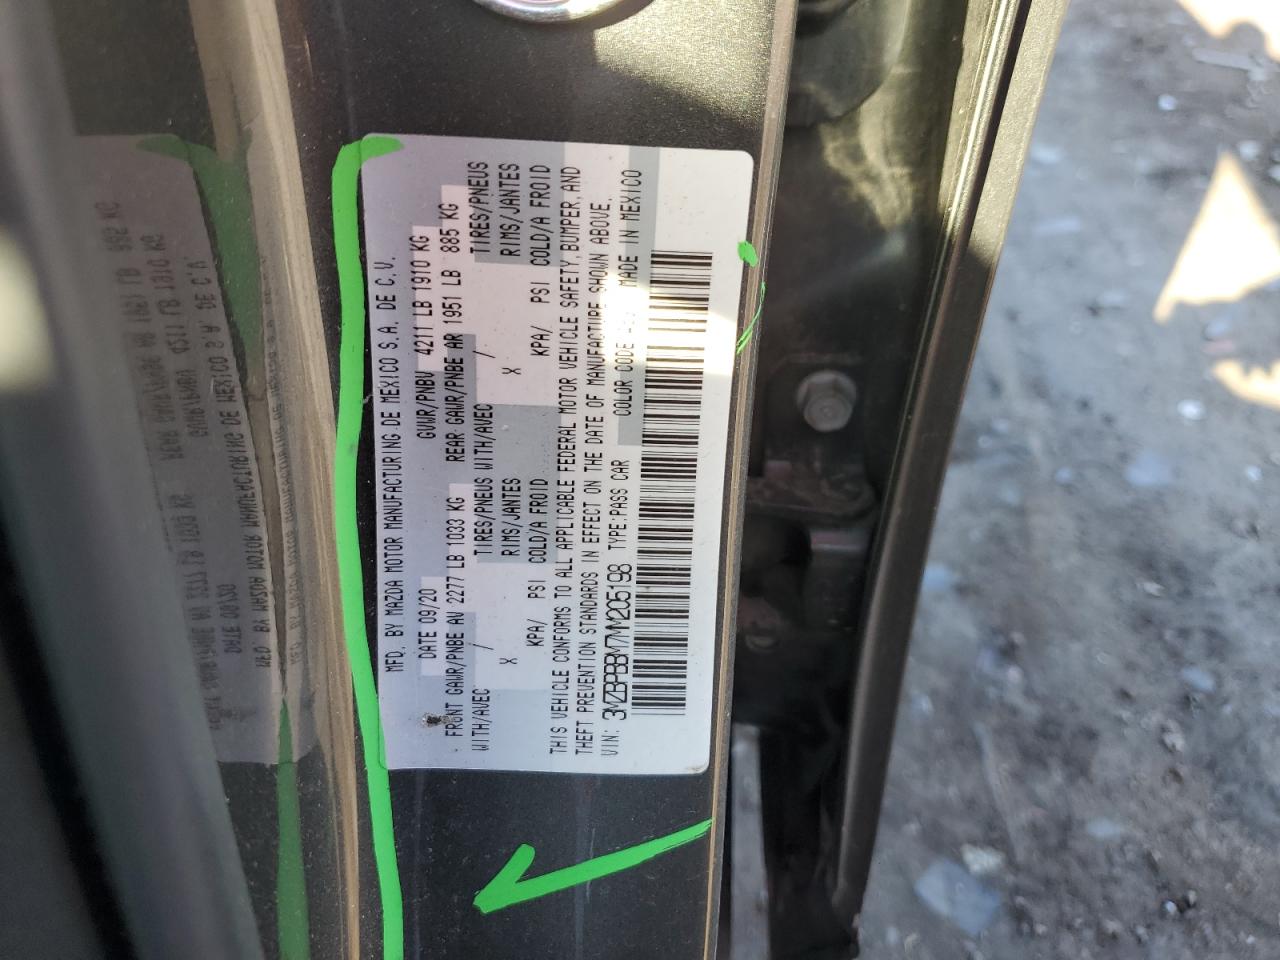 MFD. BY MAZDA MOTOR MANUFACTURING DE MEXICO S.A. DE C.V.
DATE 09/20 GVWR/PNBV 4211 LB 1910 KG
FRONT GAWR/PNBE AV 2277 LB 1033 KG REAR GAWR/PNBE AR 1951 LB 885 KG
WITH/AVEC / TIRES/PNEUS WITH/AVEC / TIRES/PNEUS
X RIMS/JANTES X RIMS/JANTES
KPA/ PSI COLD/A FROID KPA/ PSI COLD/A FROID
THIS VEHICLE CONFORMS TO ALL APPLICABLE FEDERAL MOTOR VEHICLE SAFETY, BUMPER, AND
THEFT PREVENTION STANDARDS IN EFFECT ON THE DATE OF MANUFACTURE SHOWN ABOVE.
VIN: 3MZBPBBM7MM205198 TYPE:PASS CAR COLOR CODE MADE IN MEXICO